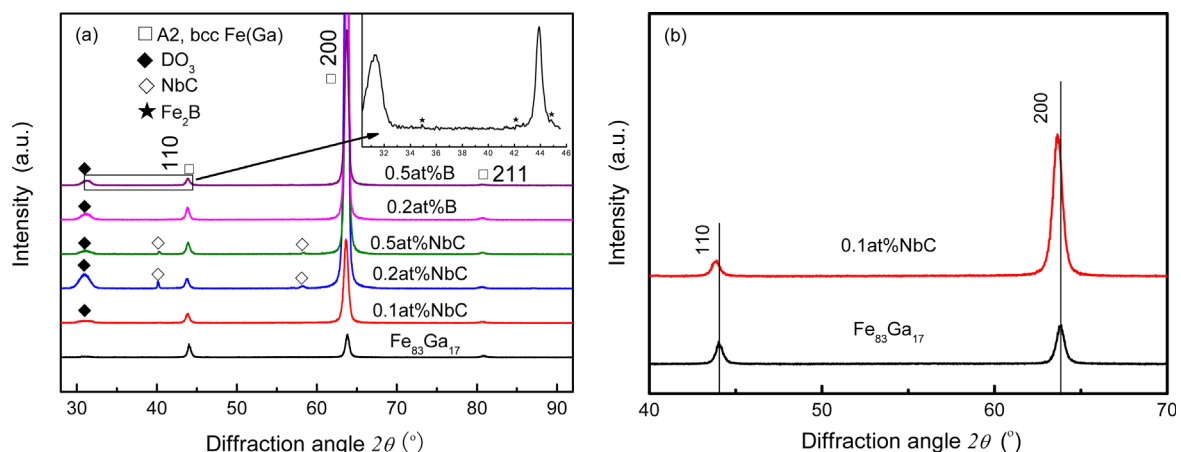 (a)
□ A2, bcc Fe(Ga)
◆ DO₃
◇ NbC
★ Fe₂B
200
□
110
□
□ 211
32 34 36 38 40 42 44 46
0.5at%B
0.2at%B
0.5at%NbC
0.2at%NbC
0.1at%NbC
Fe₈₃Ga₁₇
30 40 50 60 70 80 90
Diffraction angle 2θ (°)
Intensity (a.u.)
(b)
200
110
0.1at%NbC
Fe₈₃Ga₁₇
40 50 60 70
Diffraction angle 2θ (°)
Intensity (a.u.)